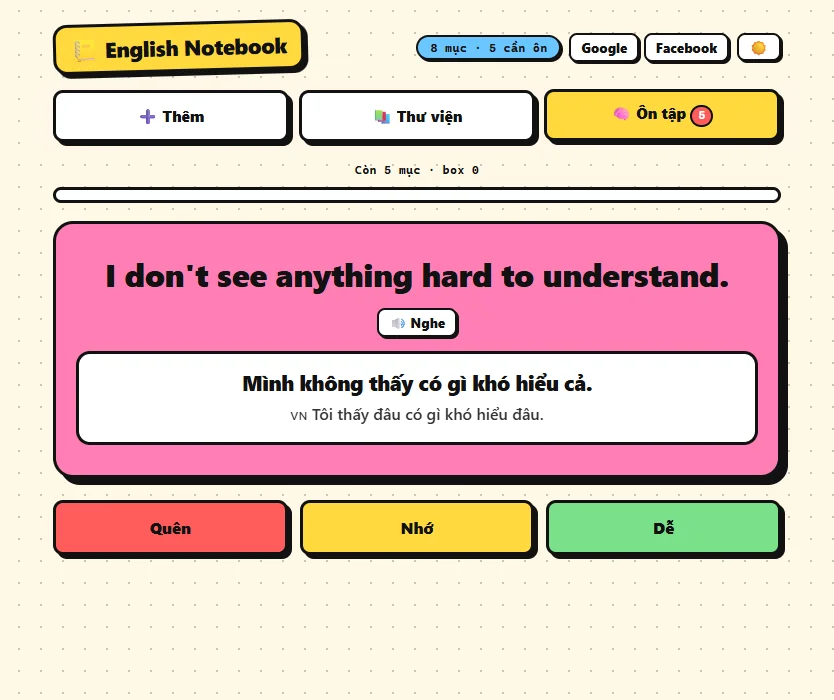 English Notebook
8 mục · 5 cần ôn
Google
Facebook
Thêm
Thư viện
Ôn tập 5
Còn 5 mục · box 0
I don't see anything hard to understand.
Nghe
Mình không thấy có gì khó hiểu cả.
VN Tôi thấy đâu có gì khó hiểu đâu.
Quên
Nhớ
Dễ